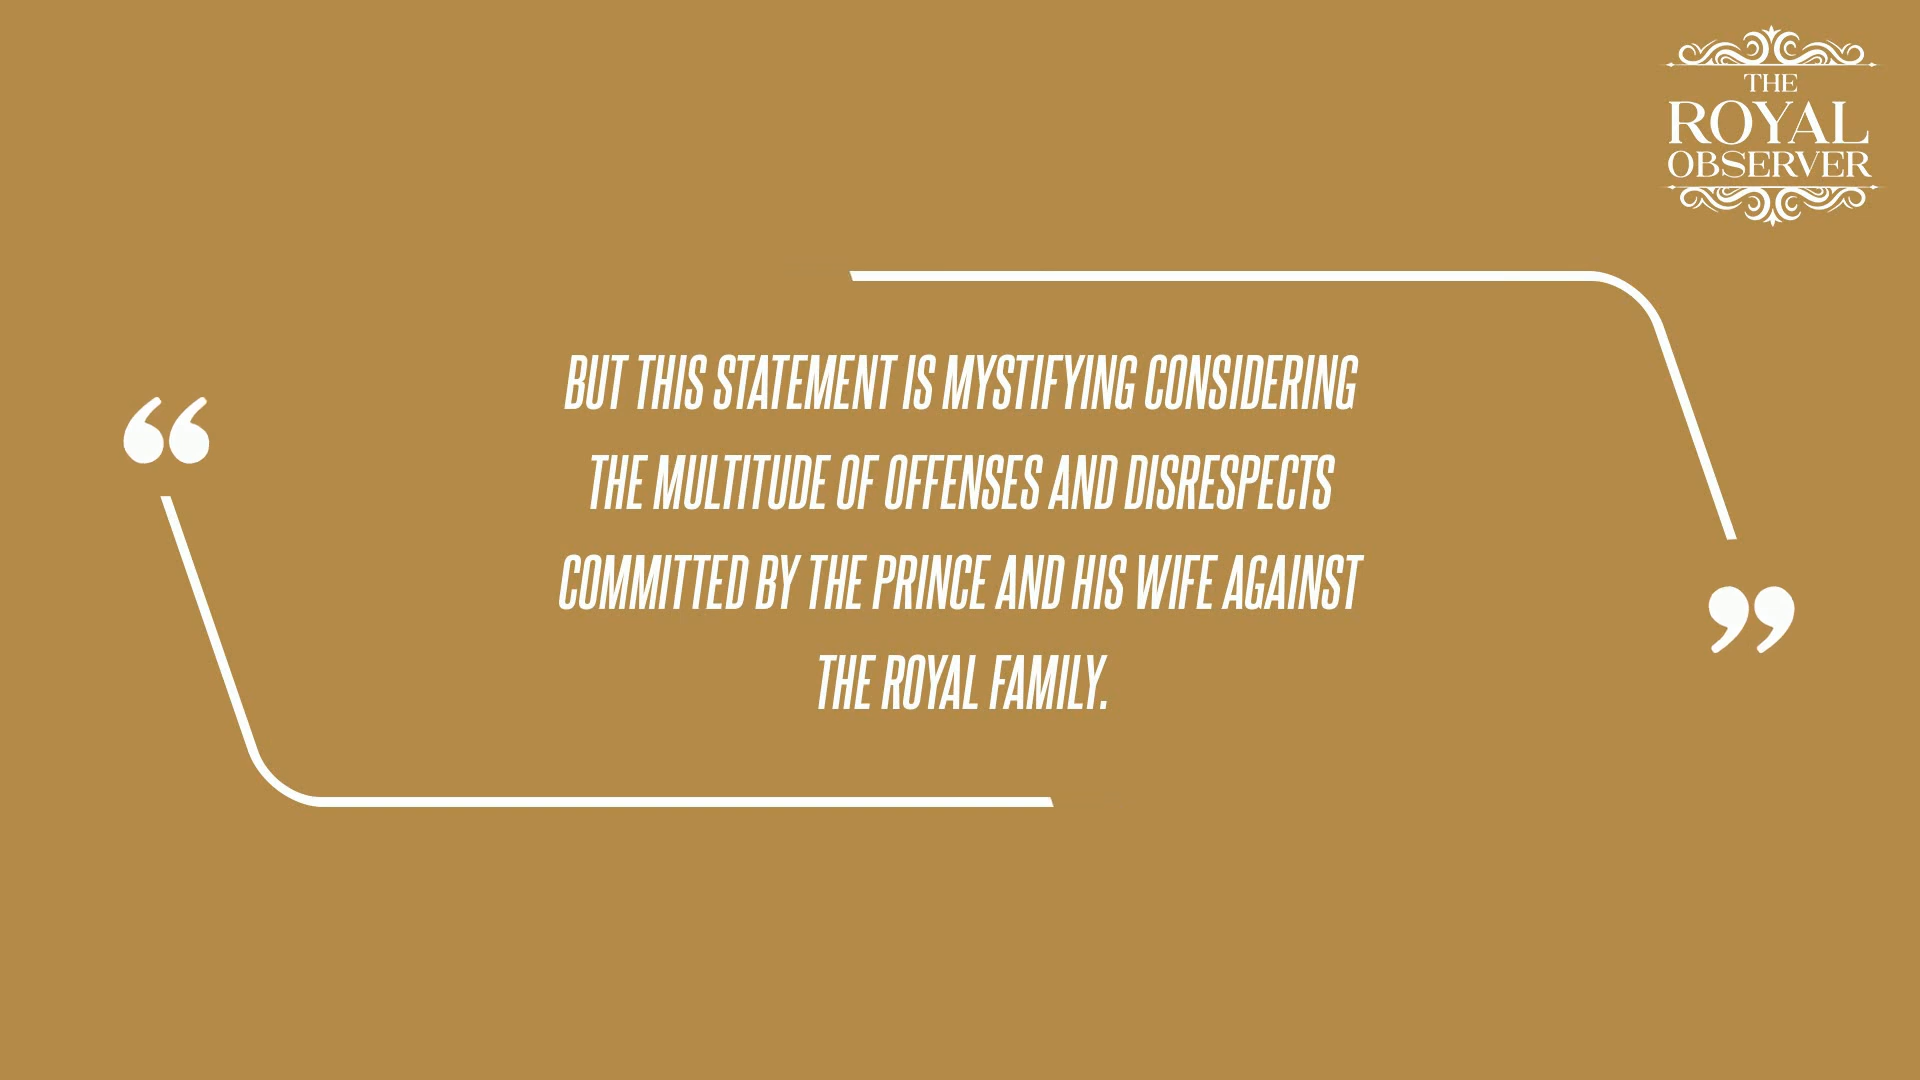 THE
ROYAL
OBSERVER
BUT THIS STATEMENT IS MYSTIFYING CONSIDERING
THE MULTITUDE OF OFFENSES AND DISRESPECTS
COMMITTED BY THE PRINCE AND HIS WIFE AGAINST
THE ROYAL FAMILY.